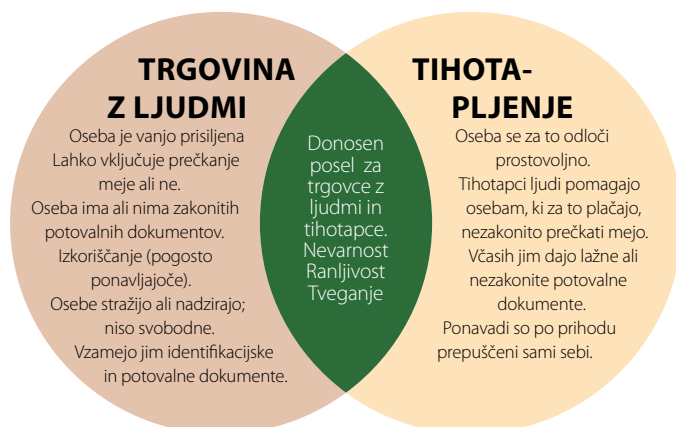 TRGOVINA
Z LJUDMI
Oseba je vanjo prisiljena
Lahko vključuje prečkanje
meje ali ne.
Oseba ima ali nima zakonitih
potovalnih dokumentov.
Izkoriščanje (pogosto
ponavljajoče).
Osebe stražijo ali nadzirajo;
niso svobodne.
Vzamejo jim identifikacijske
in potovalne dokumente.
Donosen
posel za
trgovce z
ljudmi in
tihotapce.
Nevarnost
Ranljivost
Tveganje
TIHOTA-
PLJENJE
Oseba se za to odloči
prostovoljno.
Tihotapci ljudi pomagajo
osebam, ki za to plačajo,
nezakonito prečkati mejo.
Včasih jim dajo lažne ali
nezakonite potovalne
dokumente.
Ponavadi so po prihodu
prepuščeni sami sebi.